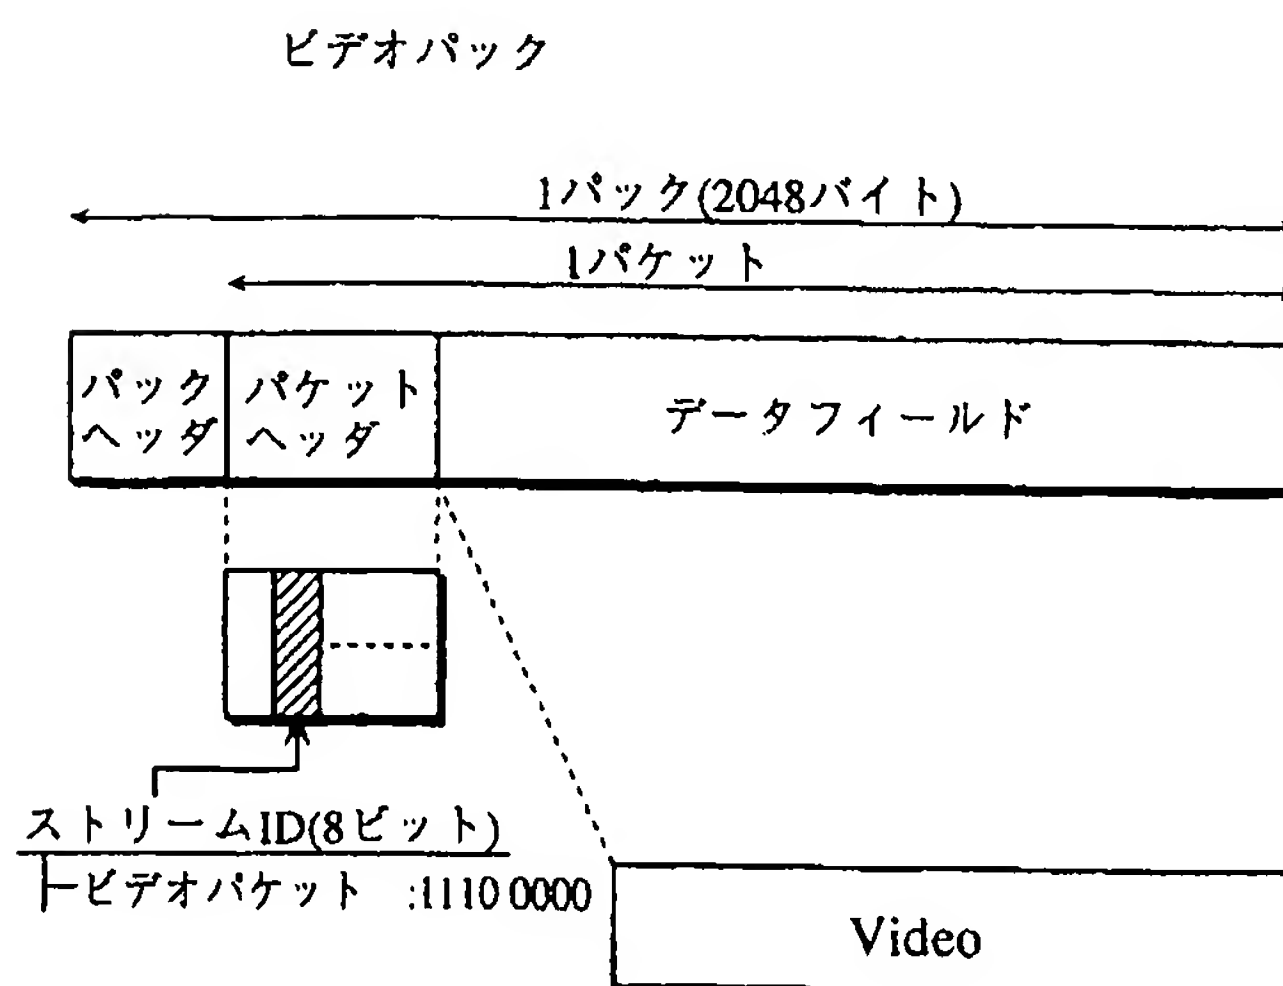 ビデオパック
1パック(2048バイト)
1パケット
パック
ヘッダ
パケット
ヘッダ
データフィールド
ストリームID(8ビット)
ビデオパケット :1110 0000
Video